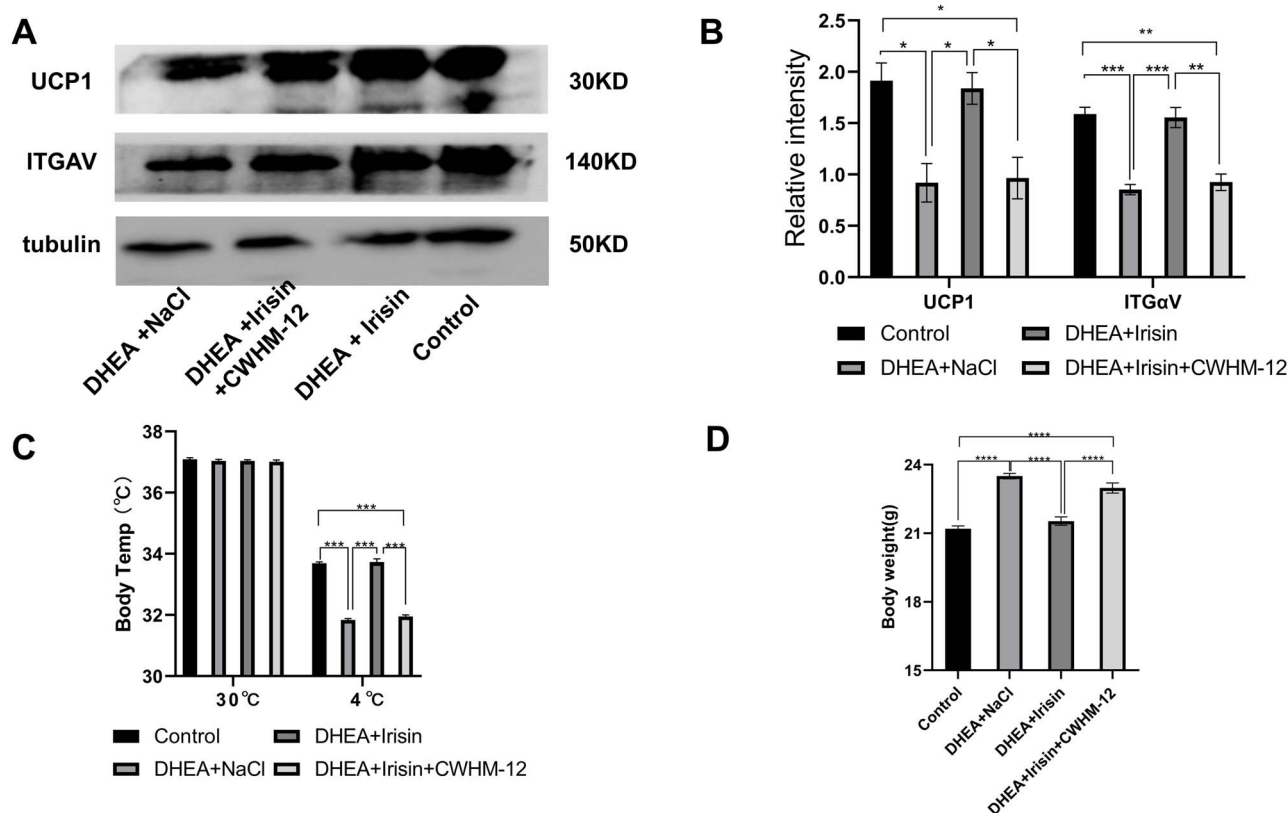 A
UCP1
30KD
ITGAV
140KD
tubulin
50KD
DHEA +NaCl
DHEA +Irisin
+CWHM-12
DHEA + Irisin
Control
B
Relative intensity
2.5
2.0
1.5
1.0
0.5
0.0
*
* * *
**
*** *** **
UCP1 ITGαV
Control DHEA+Irisin
DHEA+NaCl DHEA+Irisin+CWHM-12
C
Body Temp (℃)
38
36
34
32
30
***
*** *** ***
30℃ 4℃
Control DHEA+Irisin
DHEA+NaCl DHEA+Irisin+CWHM-12
D
Body weight(g)
24
21
18
15
****
**** **** ****
Control
DHEA+NaCl
DHEA+Irisin
DHEA+Irisin+CWHM-12